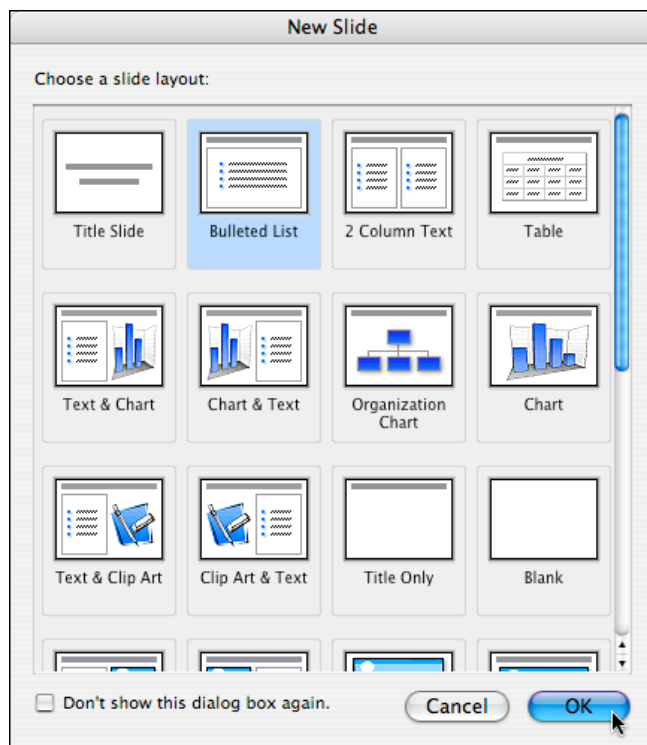 New Slide
Choose a slide layout:
Title Slide
Bulleted List
2 Column Text
Table
Text & Chart
Chart & Text
Organization
Chart
Chart
Text & Clip Art
Clip Art & Text
Title Only
Blank
Don't show this dialog box again.
Cancel
OK